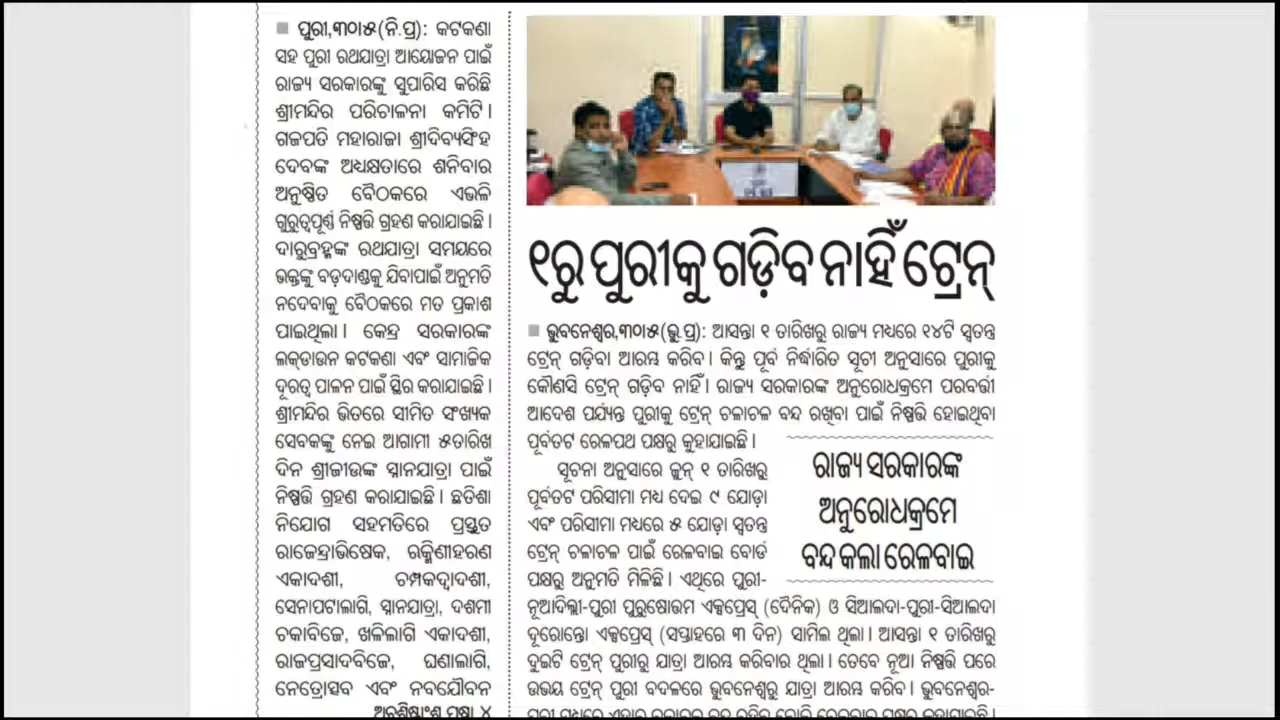 ■ ପୁରୀ,୩୦ା୫(ନି.ପ୍ର): କଟକଣା
ସହ ପୁରୀ ରଥଯାତ୍ରା ଆୟୋଜନ ପାଇଁ
ରାଜ୍ୟ ସରକାରଙ୍କୁ ସୁପାରିସ କରିଛି
ଶ୍ରୀମନ୍ଦିର ପରିଚାଳନା କମିଟି।
ଗଜପତି ମହାରାଜା ଶ୍ରୀଦିବ୍ୟସିଂହ
ଦେବଙ୍କ ଅଧ୍ୟକ୍ଷତାରେ ଶନିବାର
ଅନୁଷ୍ଠିତ ବୈଠକରେ ଏଭଳି
ଗୁରୁତ୍ୱପୂର୍ଣ୍ଣ ନିଷ୍ପତ୍ତି ଗ୍ରହଣ କରାଯାଇଛି।
ଦାରୁବ୍ରହ୍ମଙ୍କ ରଥଯାତ୍ରା ସମୟରେ
ଭକ୍ତଙ୍କୁ ବଡ଼ଦାଣ୍ଡକୁ ଯିବାପାଇଁ ଅନୁମତି
ନଦେବାକୁ ବୈଠକରେ ମତ ପ୍ରକାଶ
ପାଇଥିଲା। କେନ୍ଦ୍ର ସରକାରଙ୍କ
ଲକ୍‌ଡାଉନ କଟକଣା ଏବଂ ସାମାଜିକ
ଦୂରତ୍ୱ ପାଳନ ପାଇଁ ସ୍ଥିର କରାଯାଇଛି।
ଶ୍ରୀମନ୍ଦିର ଭିତରେ ସୀମିତ ସଂଖ୍ୟକ
ସେବକଙ୍କୁ ନେଇ ଆଗାମୀ ୫ତାରିଖ
ଦିନ ଶ୍ରୀଜୀଉଙ୍କ ସ୍ନାନଯାତ୍ରା ପାଇଁ
ନିଷ୍ପତ୍ତି ଗ୍ରହଣ କରାଯାଇଛି। ଛତିଶା
ନିଯୋଗ ସହମତିରେ ପ୍ରସ୍ତୁତ
ରାଜେନ୍ଦ୍ରାଭିଷେକ, ରୁକ୍ମିଣୀହରଣ
ଏକାଦଶୀ, ଚମ୍ପକଦ୍ୱାଦଶୀ,
ସେନାପଟାଲାଗି, ସ୍ନାନଯାତ୍ରା, ଦଶମୀ
ଚକାବିଜେ, ଖଳିଲାଗି ଏକାଦଶୀ,
ରାଜପ୍ରସାଦବିଜେ, ଘଣାଲାଗି,
ନେତ୍ରୋତ୍ସବ ଏବଂ ନବଯୌବନ
ଅବଶିଷ୍ଟାଂଶ ପୃଷ୍ଠା ୪
୧ରୁ ପୁରୀକୁ ଗଡ଼ିବ ନାହିଁ ଟ୍ରେନ୍
■ ଭୁବନେଶ୍ୱର,୩୦ା୫(ଭୁ.ପ୍ର): ଆସନ୍ତା ୧ ତାରିଖରୁ ରାଜ୍ୟ ମଧ୍ୟରେ ୧୪ଟି ସ୍ୱତନ୍ତ୍ର
ଟ୍ରେନ୍ ଗଡ଼ିବା ଆରମ୍ଭ କରିବ। କିନ୍ତୁ ପୂର୍ବ ନିର୍ଦ୍ଧାରିତ ସୂଚୀ ଅନୁସାରେ ପୁରୀକୁ
କୌଣସି ଟ୍ରେନ୍ ଗଡ଼ିବ ନାହିଁ। ରାଜ୍ୟ ସରକାରଙ୍କ ଅନୁରୋଧକ୍ରମେ ପରବର୍ତ୍ତୀ
ଆଦେଶ ପର୍ଯ୍ୟନ୍ତ ପୁରୀକୁ ଟ୍ରେନ୍ ଚଳାଚଳ ବନ୍ଦ ରଖିବା ପାଇଁ ନିଷ୍ପତ୍ତି ହୋଇଥିବା
ପୂର୍ବତଟ ରେଳପଥ ପକ୍ଷରୁ କୁହାଯାଇଛି।
ସୂଚନା ଅନୁସାରେ ଜୁନ୍ ୧ ତାରିଖରୁ
ପୂର୍ବତଟ ପରିସୀମା ମଧ୍ୟ ଦେଇ ୯ ଯୋଡ଼ା
ଏବଂ ପରିସୀମା ମଧ୍ୟରେ ୫ ଯୋଡ଼ା ସ୍ୱତନ୍ତ୍ର
ଟ୍ରେନ୍ ଚଳାଚଳ ପାଇଁ ରେଳବାଇ ବୋର୍ଡ
ପକ୍ଷରୁ ଅନୁମତି ମିଳିଛି। ଏଥିରେ ପୁରୀ-
ରାଜ୍ୟ ସରକାରଙ୍କ
ଅନୁରୋଧକ୍ରମେ
ବନ୍ଦ କଲା ରେଳବାଇ
ନୂଆଦିଲ୍ଲୀ-ପୁରୀ ପୁରୁଷୋତ୍ତମ ଏକ୍ସପ୍ରେସ୍ (ଦୈନିକ) ଓ ସିଆଲଦା-ପୁରୀ-ସିଆଲଦା
ଦୂରୋନ୍ତୋ ଏକ୍ସପ୍ରେସ୍ (ସପ୍ତାହରେ ୩ ଦିନ) ସାମିଲ ଥିଲା। ଆସନ୍ତା ୧ ତାରିଖରୁ
ଦୁଇଟି ଟ୍ରେନ୍ ପୁରୀରୁ ଯାତ୍ରା ଆରମ୍ଭ କରିବାର ଥିଲା। ତେବେ ନୂଆ ନିଷ୍ପତ୍ତି ପରେ
ଉଭୟ ଟ୍ରେନ୍ ପୁରୀ ବଦଳରେ ଭୁବନେଶ୍ୱରୁ ଯାତ୍ରା ଆରମ୍ଭ କରିବ। ଭୁବନେଶ୍ୱର-